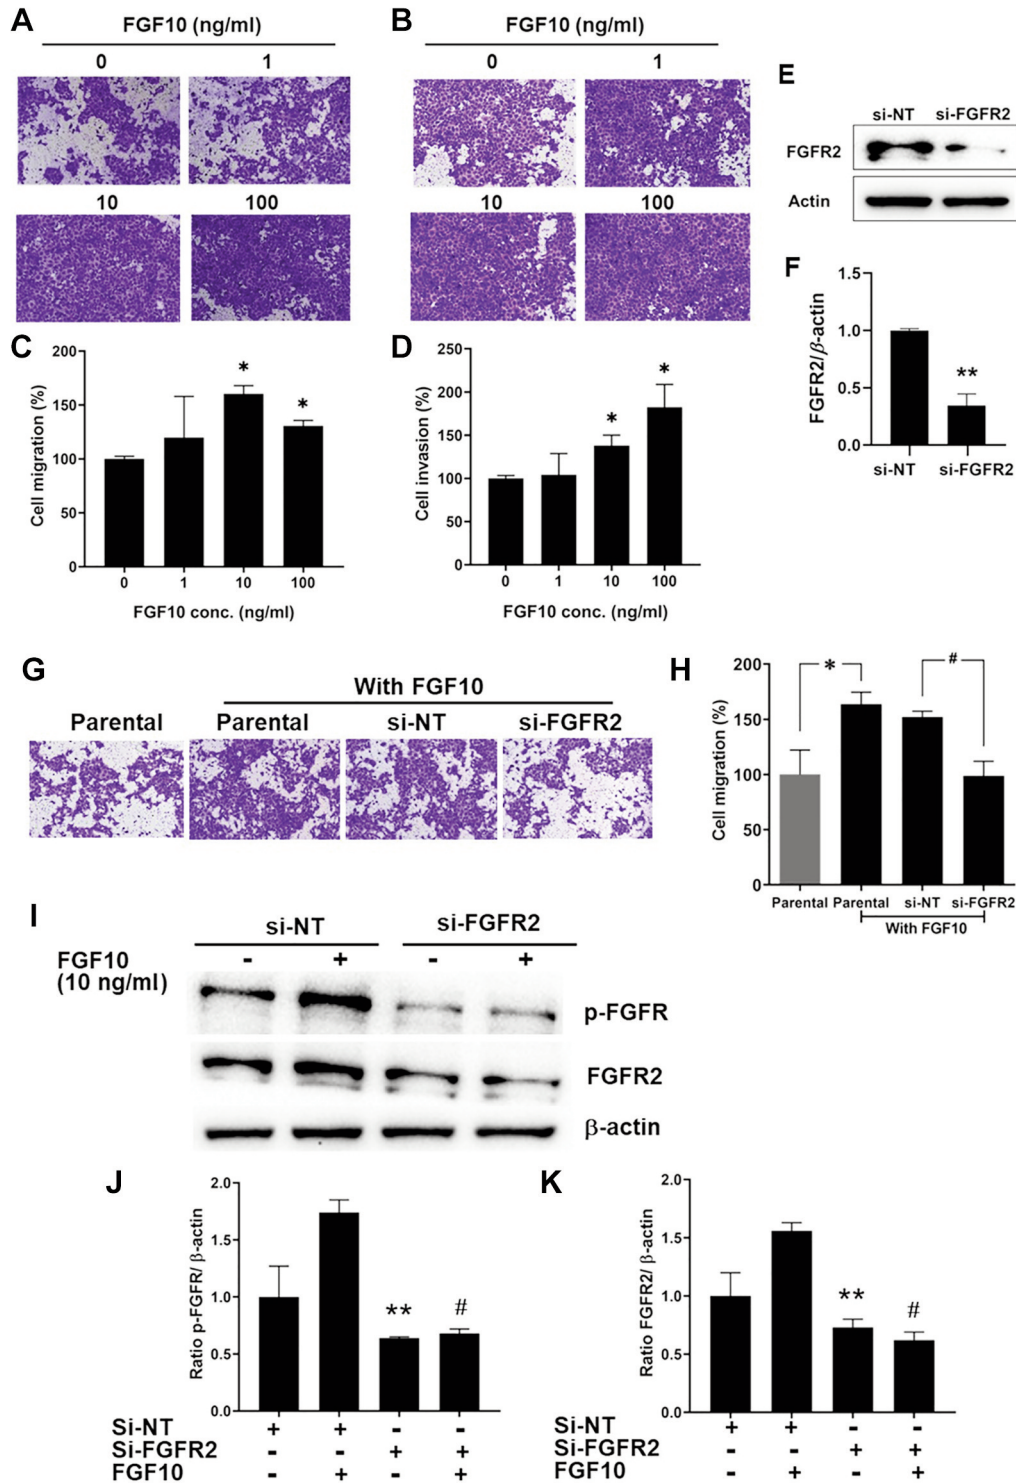 A
FGF10 (ng/ml)
0 1
10 100
B
FGF10 (ng/ml)
0 1
10 100
E
si-NT si-FGFR2
FGFR2
Actin
F
FGFR2/β-actin
1.5
1.0
0.5
0.0
**
si-NT si-FGFR2
C
Cell migration (%)
200
150
100
50
0
* *
0 1 10 100
FGF10 conc. (ng/ml)
D
Cell invasion (%)
250
200
150
100
50
0
* *
0 1 10 100
FGF10 conc. (ng/ml)
G
With FGF10
Parental Parental si-NT si-FGFR2
H
Cell migration (%)
200
150
100
50
0
* #
Parental Parental si-NT si-FGFR2
With FGF10
I
si-NT si-FGFR2
FGF10 - + - +
(10 ng/ml)
p-FGFR
FGFR2
β-actin
J
Ratio p-FGFR/ β-actin
2.0
1.5
1.0
0.5
0.0
** #
Si-NT + + - -
Si-FGFR2 - - + +
FGF10 - + - +
K
Ratio FGFR2/ β-actin
2.0
1.5
1.0
0.5
0.0
** #
Si-NT + + - -
Si-FGFR2 - - + +
FGF10 - + - +